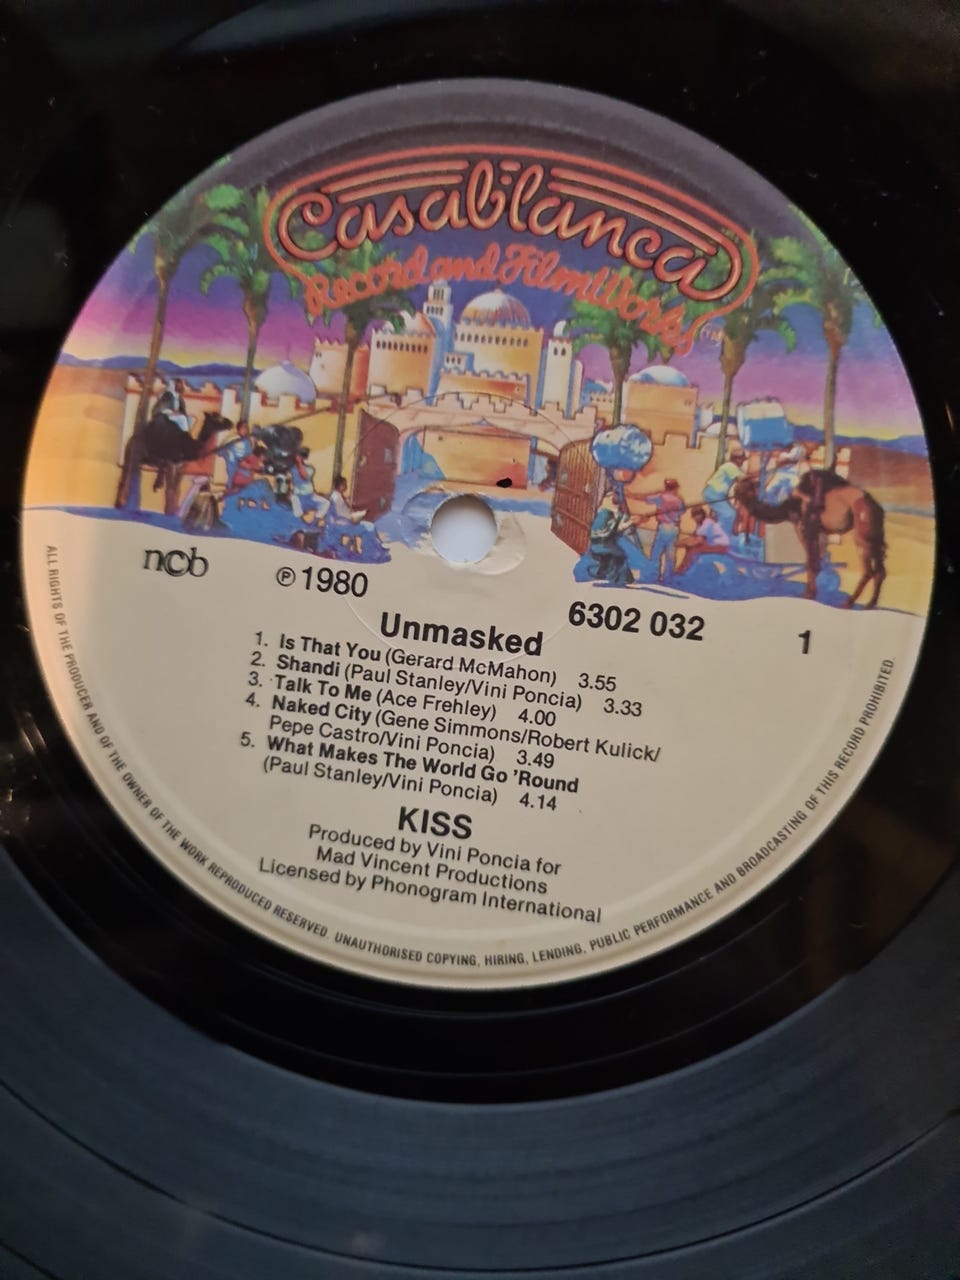 Casablanca
Record and FilmWorks
ncb
℗ 1980
6302 032
1
Unmasked
1. Is That You (Gerard McMahon) 3.55
2. Shandi (Paul Stanley/Vini Poncia) 3.33
3. Talk To Me (Ace Frehley) 4.00
4. Naked City (Gene Simmons/Robert Kulick/
Pepe Castro/Vini Poncia) 3.49
5. What Makes The World Go 'Round
(Paul Stanley/Vini Poncia) 4.14
KISS
Produced by Vini Poncia for
Mad Vincent Productions
Licensed by Phonogram International
ALL RIGHTS OF THE PRODUCER AND OF THE OWNER OF THE WORK REPRODUCED RESERVED. UNAUTHORISED COPYING, HIRING, LENDING, PUBLIC PERFORMANCE AND BROADCASTING OF THIS RECORD PROHIBITED.